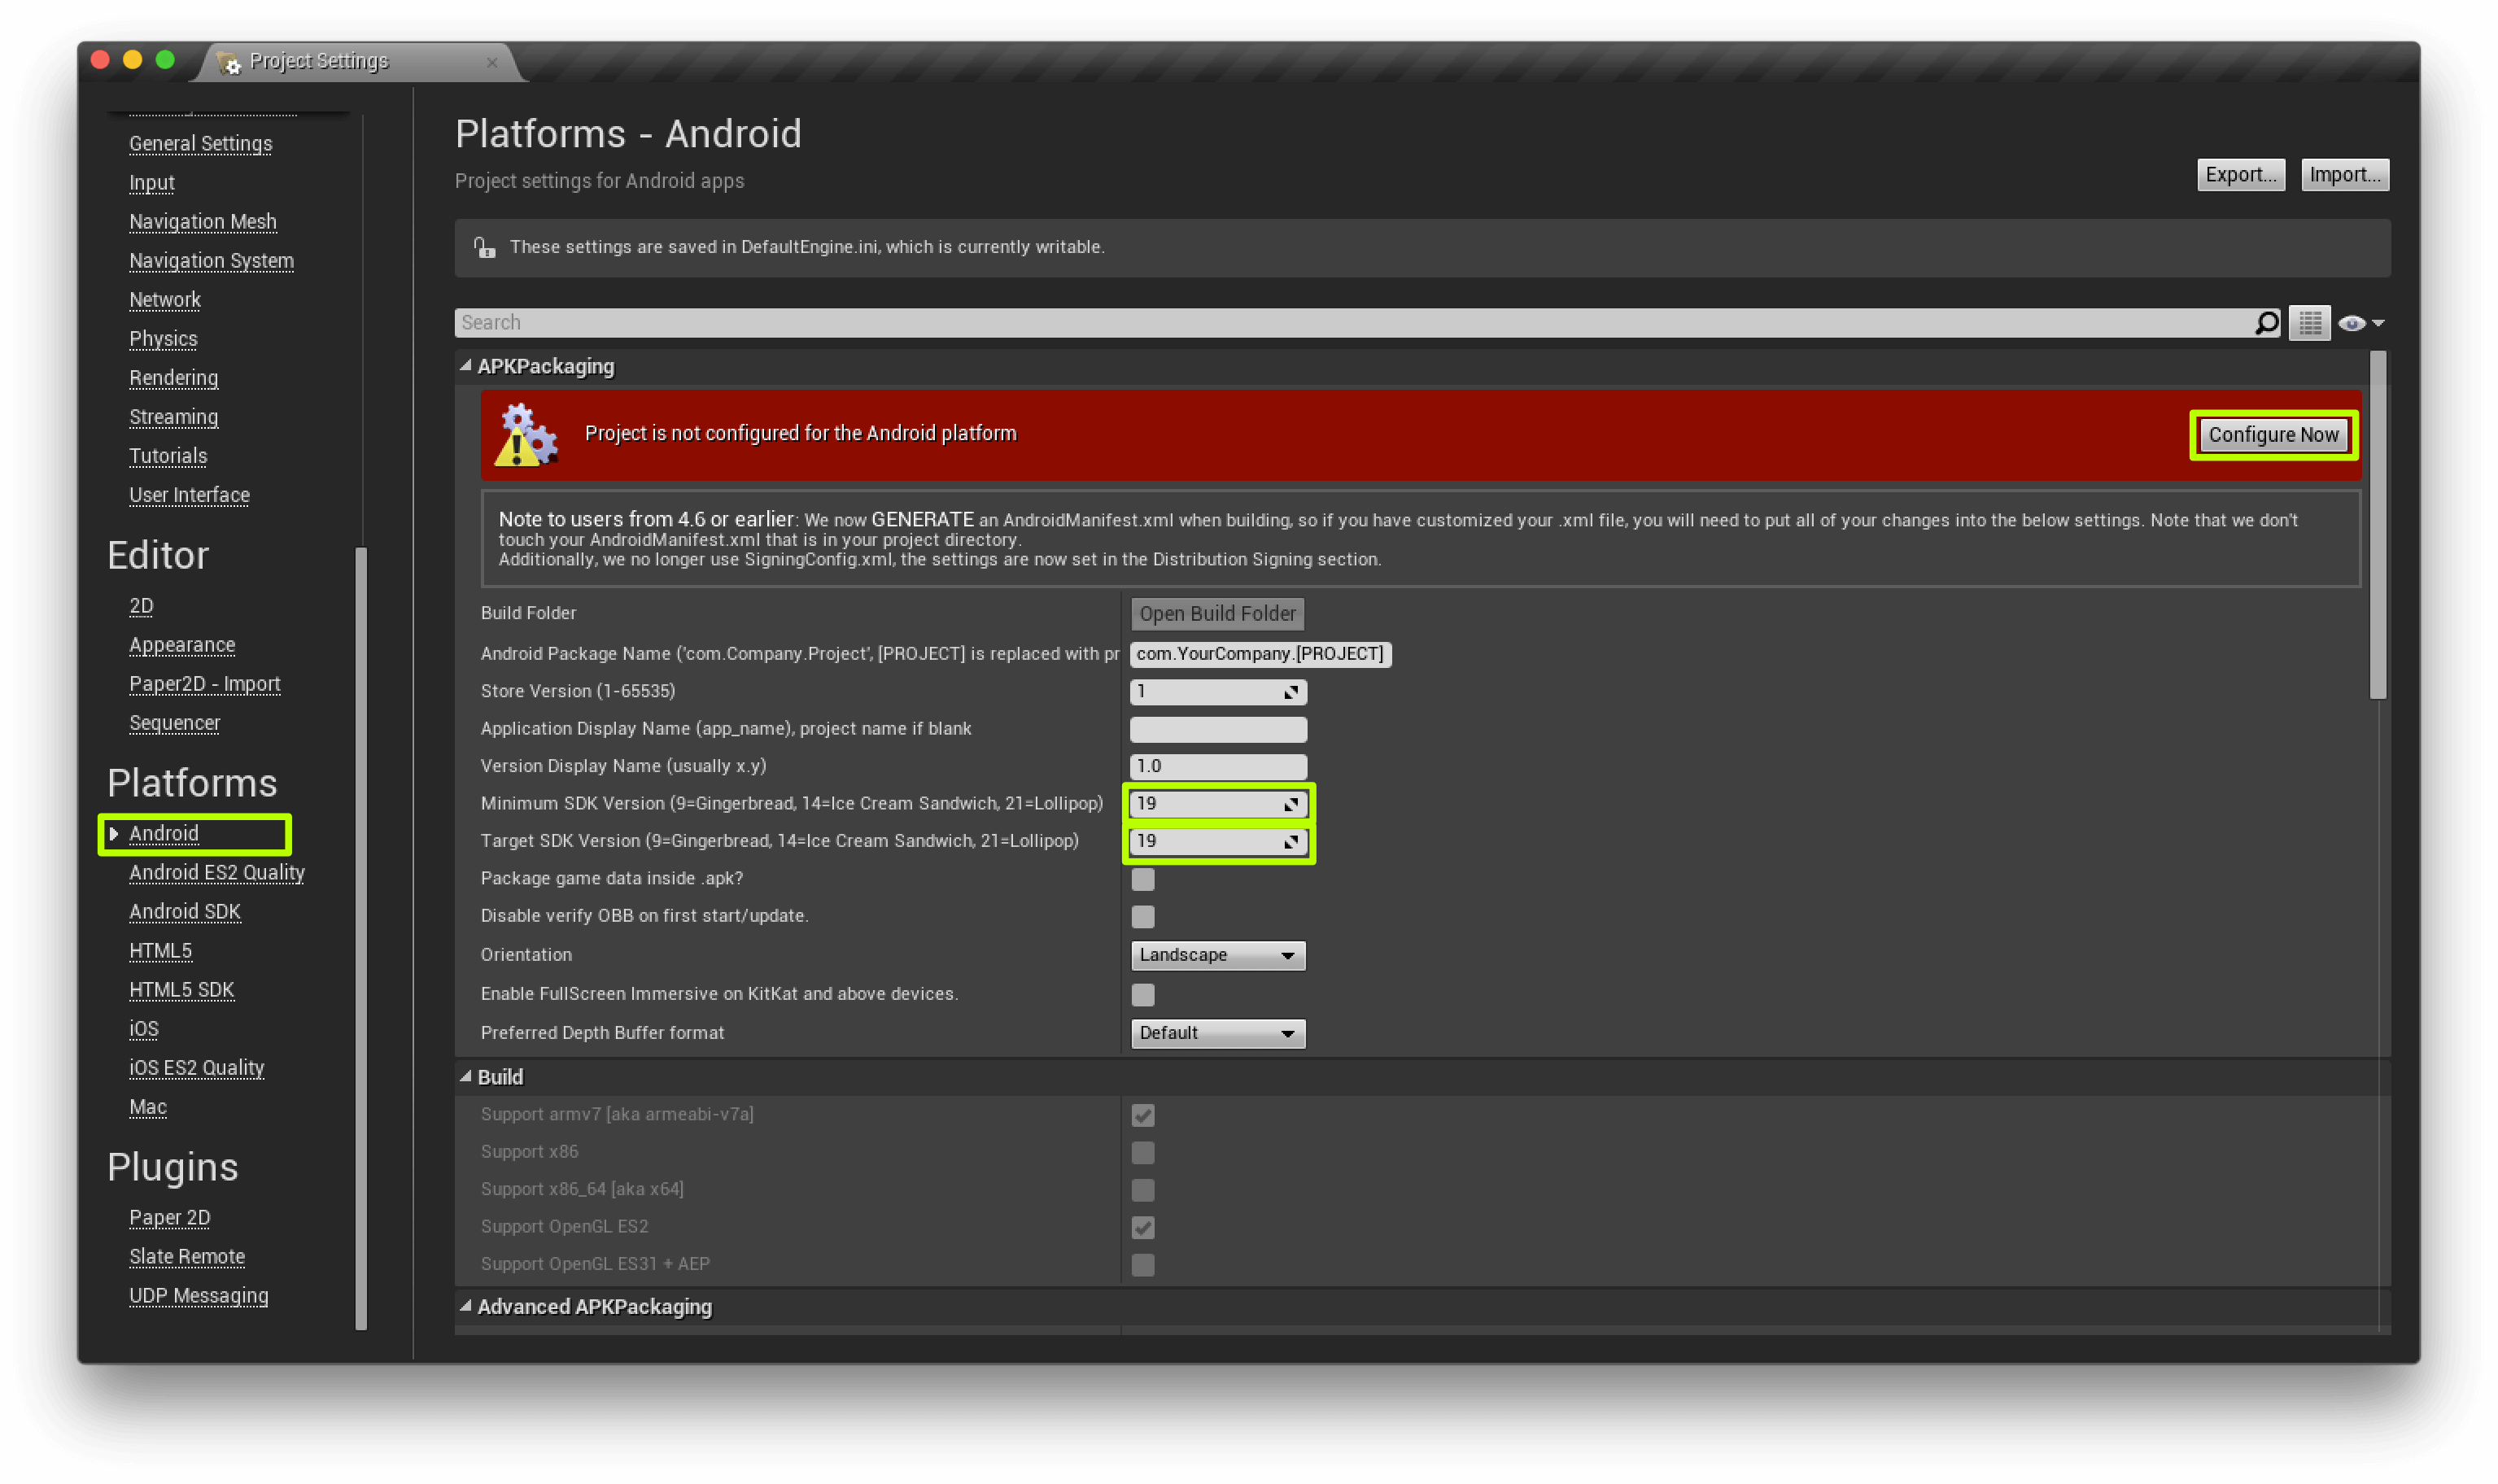 Project Settings
General Settings
Input
Navigation Mesh
Navigation System
Network
Physics
Rendering
Streaming
Tutorials
User Interface
Editor
2D
Appearance
Paper2D - Import
Sequencer
Platforms
Android
Android ES2 Quality
Android SDK
HTML5
HTML5 SDK
iOS
iOS ES2 Quality
Mac
Plugins
Paper 2D
Slate Remote
UDP Messaging
Platforms - Android
Project settings for Android apps
Export...
Import...
These settings are saved in DefaultEngine.ini, which is currently writable.
Search
APKPackaging
Project is not configured for the Android platform
Configure Now
Note to users from 4.6 or earlier: We now GENERATE an AndroidManifest.xml when building, so if you have customized your .xml file, you will need to put all of your changes into the below settings. Note that we don't
touch your AndroidManifest.xml that is in your project directory.
Additionally, we no longer use SigningConfig.xml, the settings are now set in the Distribution Signing section.
Build Folder
Open Build Folder
Android Package Name ('com.Company.Project', [PROJECT] is replaced with pr
com.YourCompany.[PROJECT]
Store Version (1-65535)
1
Application Display Name (app_name), project name if blank
Version Display Name (usually x.y)
1.0
Minimum SDK Version (9=Gingerbread, 14=Ice Cream Sandwich, 21=Lollipop)
19
Target SDK Version (9=Gingerbread, 14=Ice Cream Sandwich, 21=Lollipop)
19
Package game data inside .apk?
Disable verify OBB on first start/update.
Orientation
Landscape
Enable FullScreen Immersive on KitKat and above devices.
Preferred Depth Buffer format
Default
Build
Support armv7 [aka armeabi-v7a]
Support x86
Support x86_64 [aka x64]
Support OpenGL ES2
Support OpenGL ES31 + AEP
Advanced APKPackaging